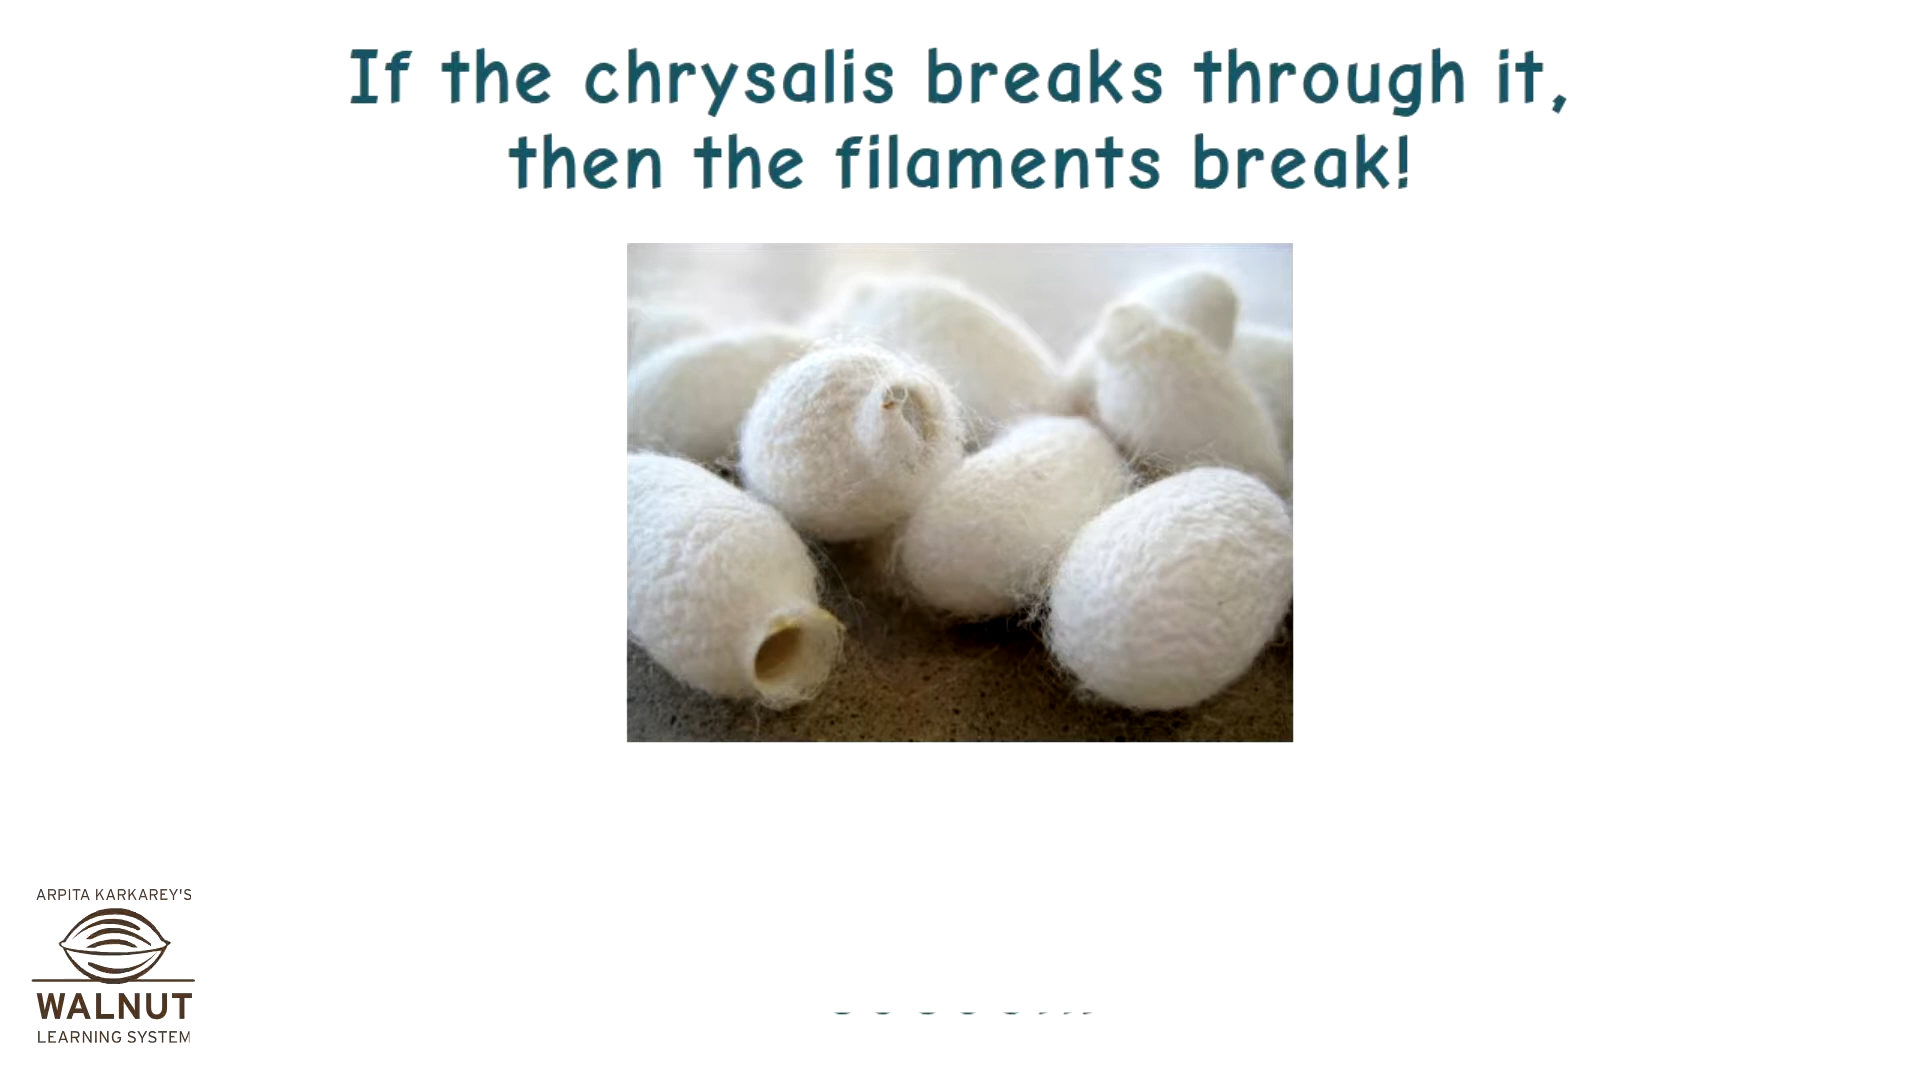 If the chrysalis breaks through it,
then the filaments break!
ARPITA KARKAREY'S
WALNUT
LEARNING SYSTEM